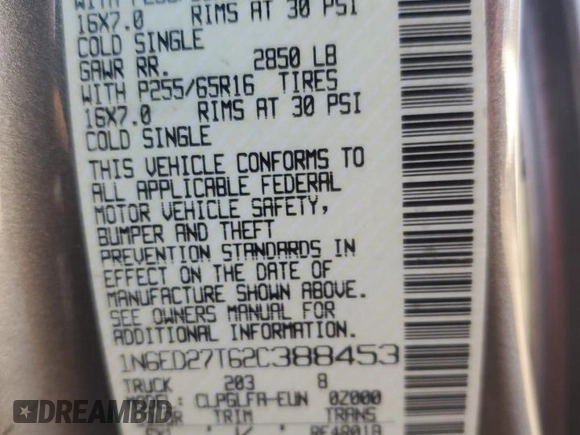 16X7.0 RIMS AT 30 PSI
COLD SINGLE
GAWR RR. 2850 LB
WITH P255/65R16 TIRES
16X7.0 RIMS AT 30 PSI
COLD SINGLE
THIS VEHICLE CONFORMS TO
ALL APPLICABLE FEDERAL
MOTOR VEHICLE SAFETY,
BUMPER AND THEFT
PREVENTION STANDARDS IN
EFFECT ON THE DATE OF
MANUFACTURE SHOWN ABOVE.
SEE OWNERS MANUAL FOR
ADDITIONAL INFORMATION.
1N6ED27T62C388453
TRUCK 203 8
MODEL: CLPGLFA-EUN 0Z000
COLOR TRIM TRANS
RE4R01A
DREAMBID